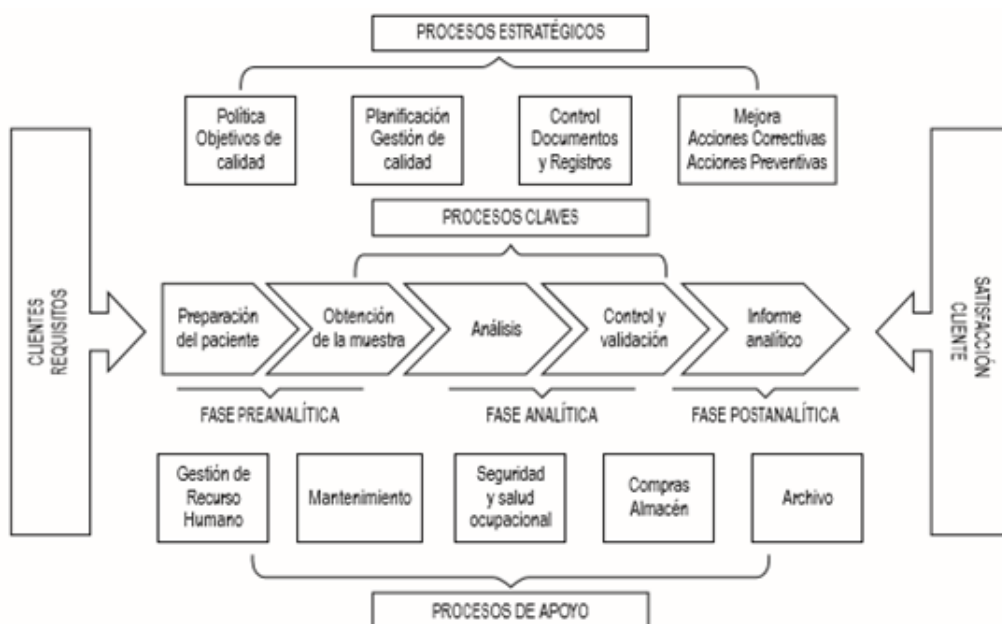 PROCESOS ESTRATÉGICOS
Política
Objetivos de
calidad
Planificación
Gestión de
calidad
Control
Documentos
y Registros
Mejora
Acciones Correctivas
Acciones Preventivas
PROCESOS CLAVES
CLIENTES
REQUISITOS
Preparación
del paciente
Obtención
de la muestra
Análisis
Control y
validación
Informe
analítico
SATISFACCIÓN
CLIENTE
FASE PREANALÍTICA
FASE ANALÍTICA
FASE POSTANALÍTICA
Gestión de
Recurso
Humano
Mantenimiento
Seguridad
y salud
ocupacional
Compras
Almacén
Archivo
PROCESOS DE APOYO